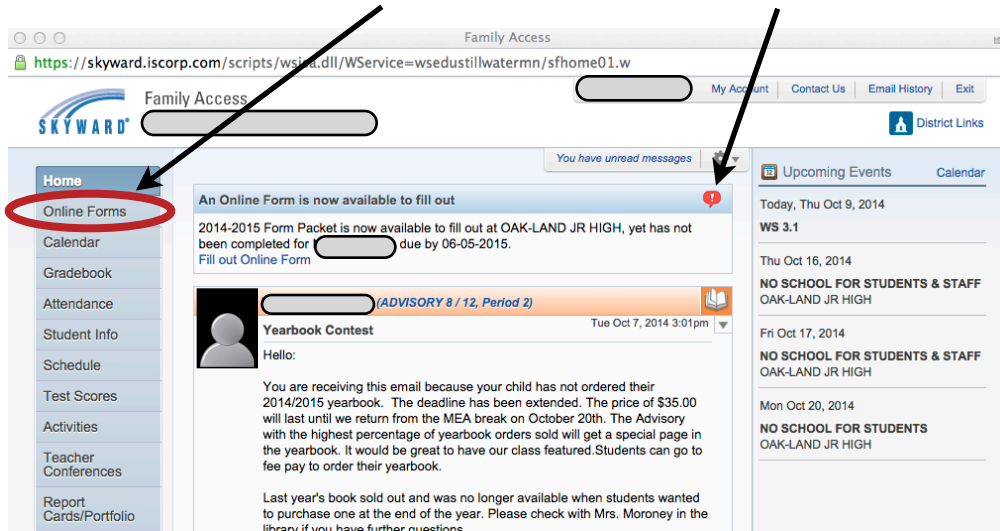 Family Access
https://skyward.iscorp.com/scripts/wsisa.dll/WService=wsedustillwatermn/sfhome01.w
SKYWARD®
Family Access
My Account
Contact Us
Email History
Exit
District Links
You have unread messages
Home
Online Forms
Calendar
Gradebook
Attendance
Student Info
Schedule
Test Scores
Activities
Teacher
Conferences
Report
Cards/Portfolio
An Online Form is now available to fill out
2014-2015 Form Packet is now available to fill out at OAK-LAND JR HIGH, yet has not
been completed for due by 06-05-2015.
Fill out Online Form
(ADVISORY 8 / 12, Period 2)
Yearbook Contest
Tue Oct 7, 2014 3:01pm
Hello:
You are receiving this email because your child has not ordered their
2014/2015 yearbook. The deadline has been extended. The price of $35.00
will last until we return from the MEA break on October 20th. The Advisory
with the highest percentage of yearbook orders sold will get a special page in
the yearbook. It would be great to have our class featured.Students can go to
fee pay to order their yearbook.
Last year's book sold out and was no longer available when students wanted
to purchase one at the end of the year. Please check with Mrs. Moroney in the
library if you have further questions.
Upcoming Events
Calendar
Today, Thu Oct 9, 2014
WS 3.1
Thu Oct 16, 2014
NO SCHOOL FOR STUDENTS & STAFF
OAK-LAND JR HIGH
Fri Oct 17, 2014
NO SCHOOL FOR STUDENTS & STAFF
OAK-LAND JR HIGH
Mon Oct 20, 2014
NO SCHOOL FOR STUDENTS
OAK-LAND JR HIGH